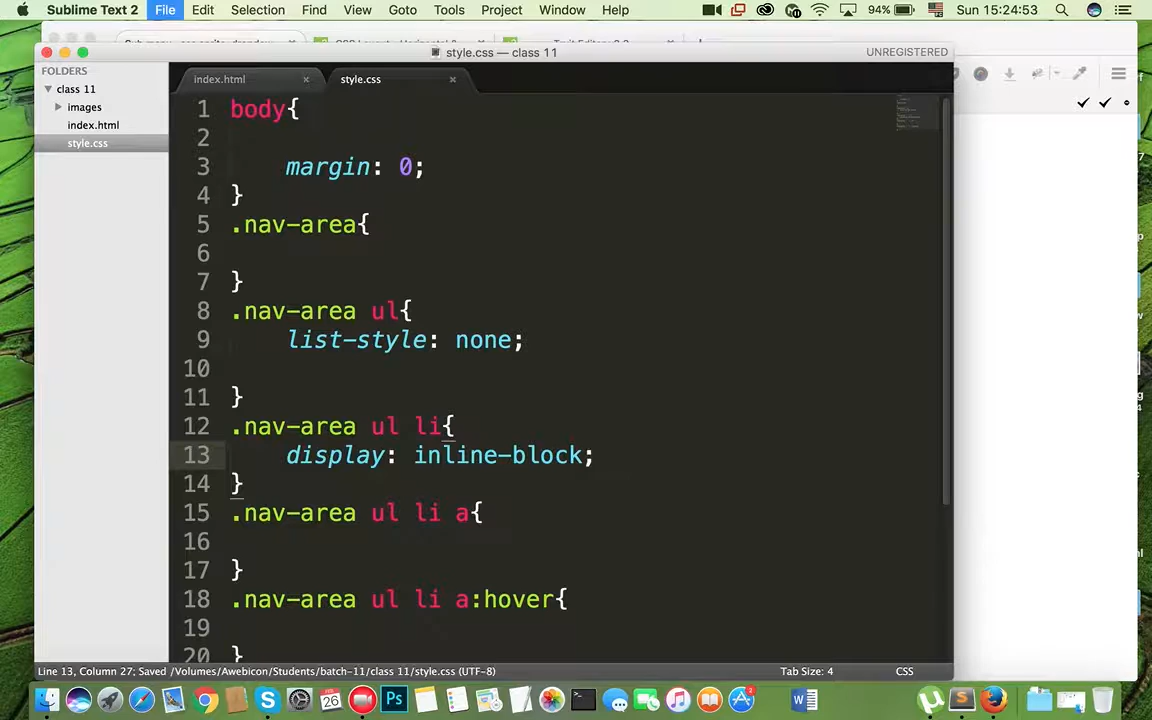 Sublime Text 2 File Edit Selection Find View Goto Tools Project Window Help 94% Sun 15:24:53
style.css — class 11 UNREGISTERED
FOLDERS
class 11
images
index.html
style.css
index.html × style.css ×
1 body{
2
3 margin: 0;
4 }
5 .nav-area{
6
7 }
8 .nav-area ul{
9 list-style: none;
10
11 }
12 .nav-area ul li{
13 display: inline-block;
14 }
15 .nav-area ul li a{
16
17 }
18 .nav-area ul li a:hover{
19
20 }
Line 13, Column 27; Saved /Volumes/Awebicon/Students/batch-11/class 11/style.css (UTF-8) Tab Size: 4 CSS
FEB
26
Ps
2
W
S